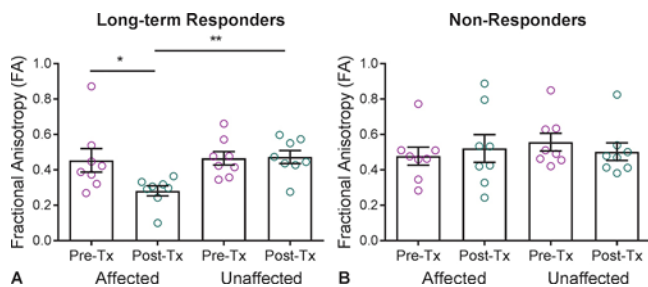 Long-term Responders
**
*
Fractional Anisotropy (FA)
1.0
0.8
0.6
0.4
0.2
0.0
Pre-Tx Post-Tx Pre-Tx Post-Tx
A Affected Unaffected
Non-Responders
Fractional Anisotropy (FA)
1.0
0.8
0.6
0.4
0.2
0.0
Pre-Tx Post-Tx Pre-Tx Post-Tx
B Affected Unaffected